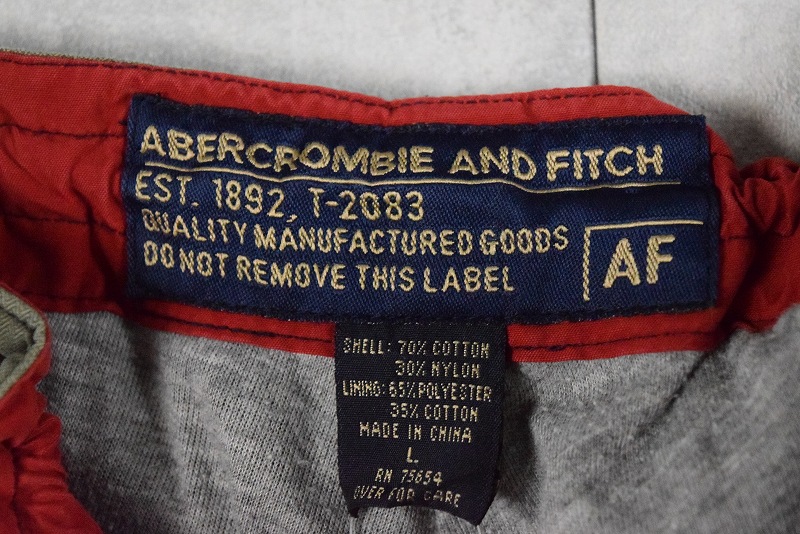 ABERCROMBIE AND FITCH
EST. 1892, T-2083
QUALITY MANUFACTURED GOODS
DO NOT REMOVE THIS LABEL
AF
SHELL: 70% COTTON
30% NYLON
LINING: 65% POLYESTER
35% COTTON
MADE IN CHINA
L
RN 75654
OVER FOR CARE